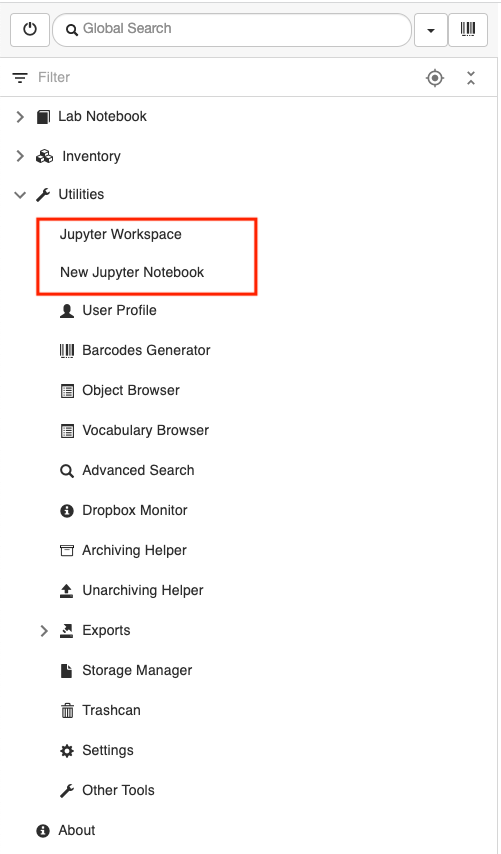 Global Search
Filter
Lab Notebook
Inventory
Utilities
Jupyter Workspace
New Jupyter Notebook
User Profile
Barcodes Generator
Object Browser
Vocabulary Browser
Advanced Search
Dropbox Monitor
Archiving Helper
Unarchiving Helper
Exports
Storage Manager
Trashcan
Settings
Other Tools
About